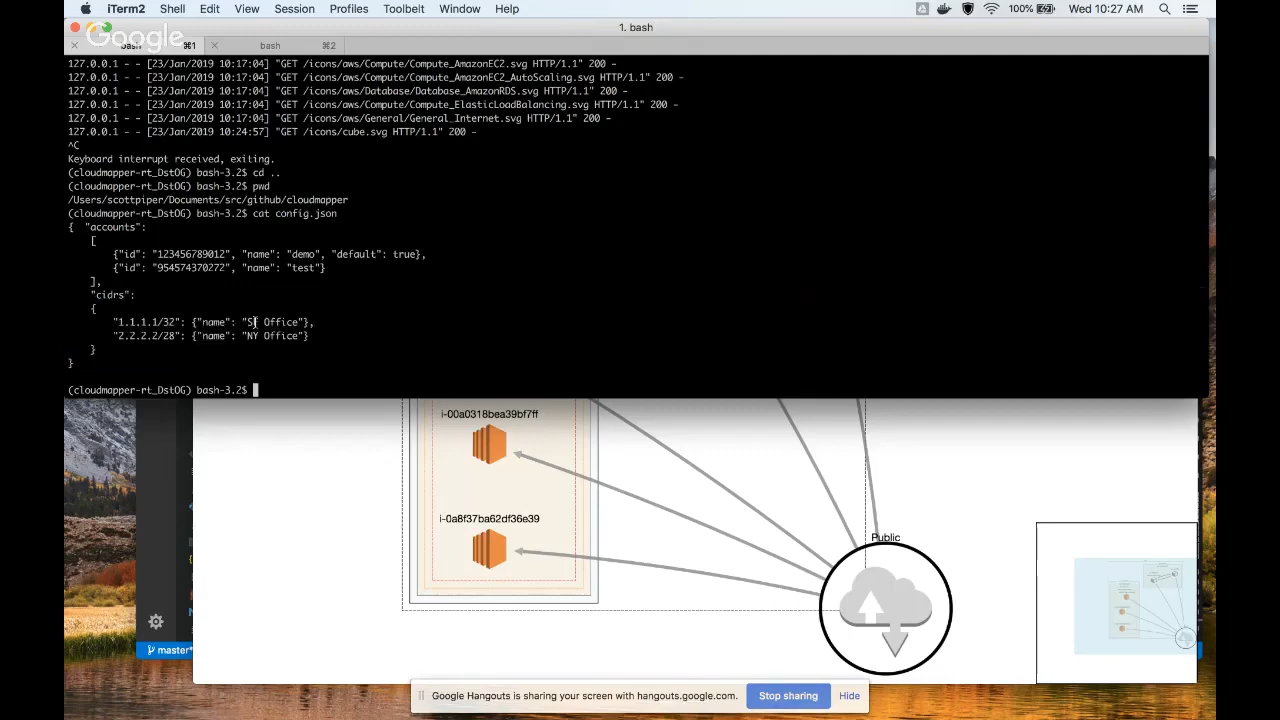 iTerm2 Shell Edit View Session Profiles Toolbelt Window Help 100% Wed 10:27 AM
Google
1. bash
bash ⌘1 bash ⌘2
127.0.0.1 - - [23/Jan/2019 10:17:04] "GET /icons/aws/Compute/Compute_AmazonEC2.svg HTTP/1.1" 200 -
127.0.0.1 - - [23/Jan/2019 10:17:04] "GET /icons/aws/Compute/Compute_AmazonEC2_AutoScaling.svg HTTP/1.1" 200 -
127.0.0.1 - - [23/Jan/2019 10:17:04] "GET /icons/aws/Database/Database_AmazonRDS.svg HTTP/1.1" 200 -
127.0.0.1 - - [23/Jan/2019 10:17:04] "GET /icons/aws/Compute/Compute_ElasticLoadBalancing.svg HTTP/1.1" 200 -
127.0.0.1 - - [23/Jan/2019 10:17:04] "GET /icons/aws/General/General_Internet.svg HTTP/1.1" 200 -
127.0.0.1 - - [23/Jan/2019 10:24:57] "GET /icons/cube.svg HTTP/1.1" 200 -
^C
Keyboard interrupt received, exiting.
(cloudmapper-rt_DstOG) bash-3.2$ cd ..
(cloudmapper-rt_DstOG) bash-3.2$ pwd
/Users/scottpiper/Documents/src/github/cloudmapper
(cloudmapper-rt_DstOG) bash-3.2$ cat config.json
{ "accounts":
[
{"id": "123456789012", "name": "demo", "default": true},
{"id": "954574370272", "name": "test"}
],
"cidrs":
{
"1.1.1.1/32": {"name": "SF Office"},
"2.2.2.2/28": {"name": "NY Office"}
}
}
(cloudmapper-rt_DstOG) bash-3.2$
i-00a0318bea39bf7ff
i-0a8f37ba62df36e39
Public
master*
Google Hangouts is sharing your screen with hangouts.google.com. Stop sharing Hide